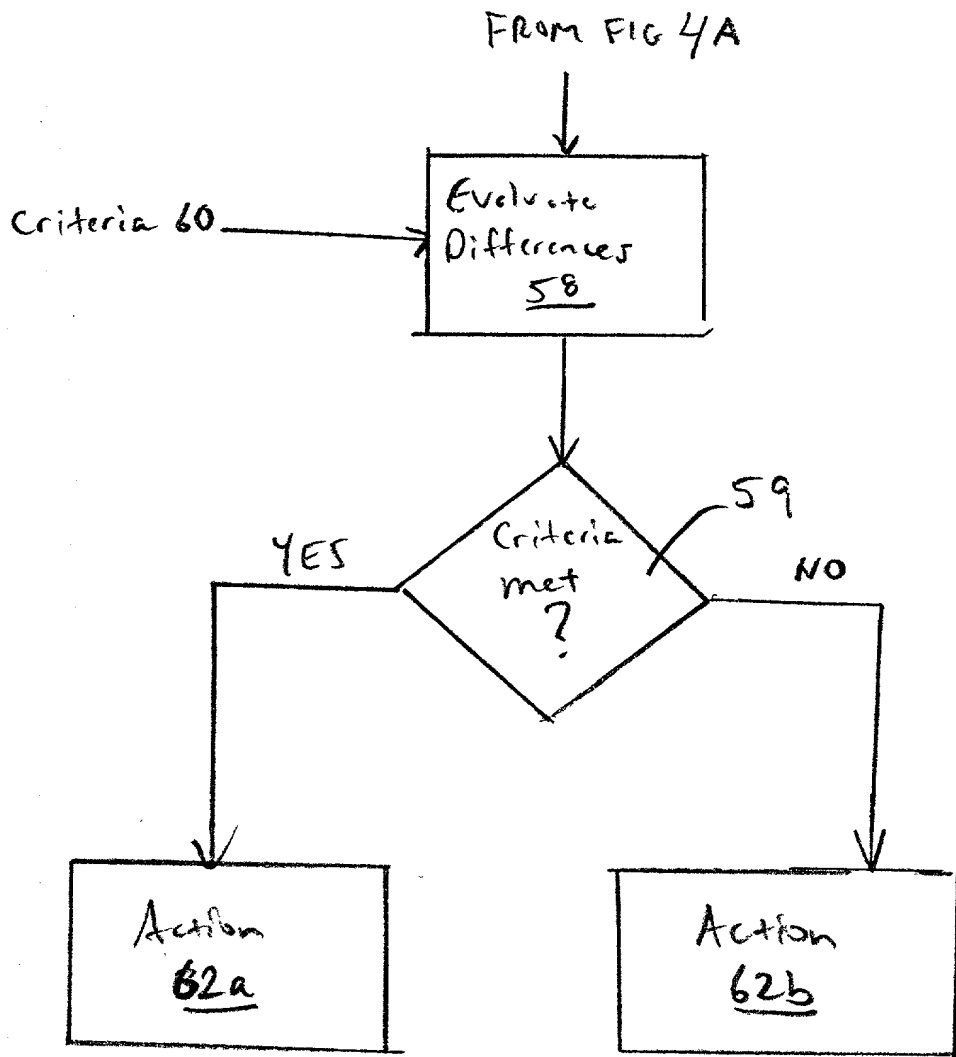 FROM FIG 4A
Criteria 60
Evaluate
Differences
58
59
Criteria
met
?
YES
NO
Action
62a
Action
62b